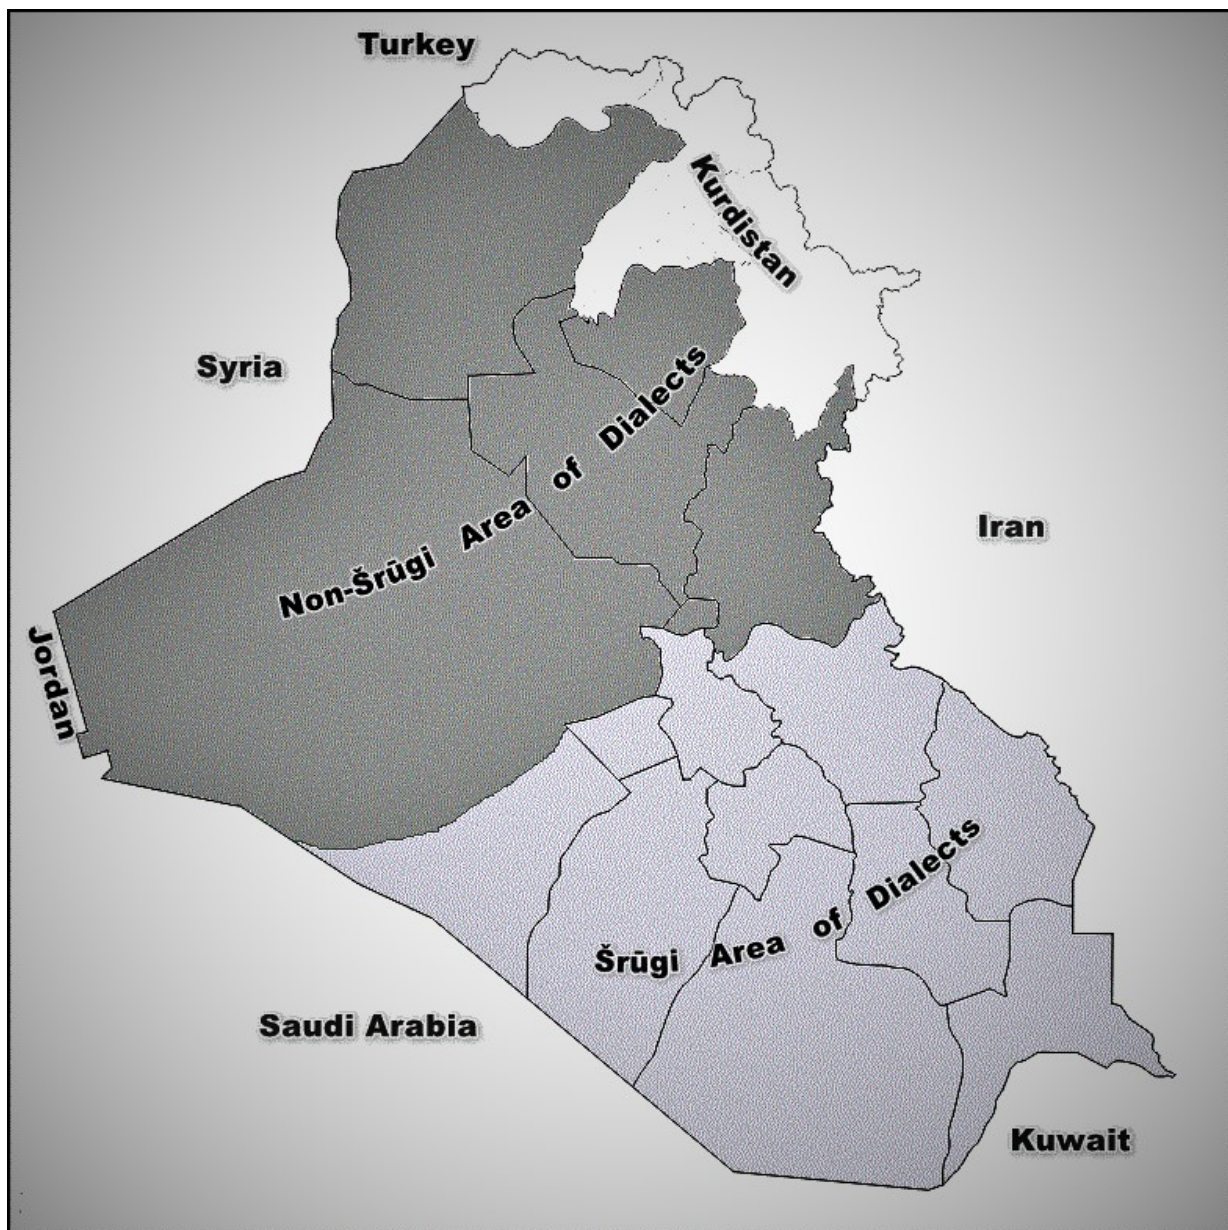 Turkey
Kurdistan
Syria
Non-Šrūgi Area of Dialects
Iran
Jordan
Šrūgi Area of Dialects
Saudi Arabia
Kuwait